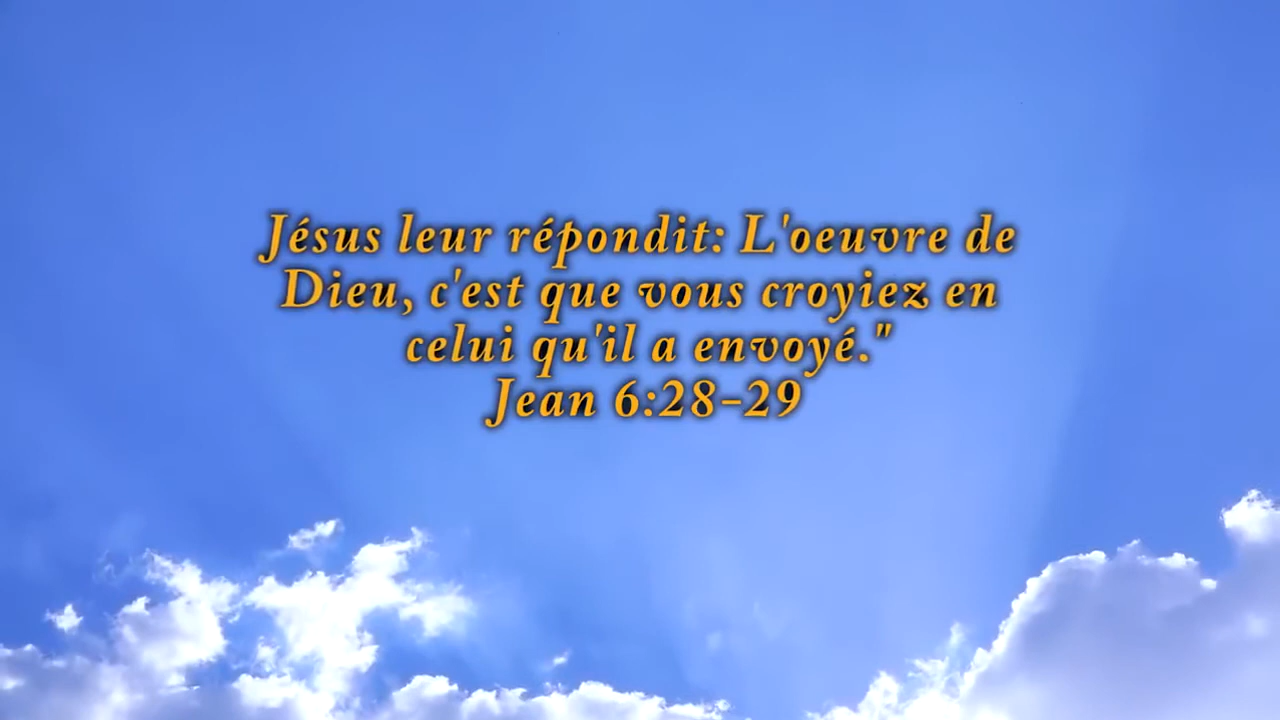 Jésus leur répondit: L'oeuvre de
Dieu, c'est que vous croyiez en
celui qu'il a envoyé."
Jean 6:28-29